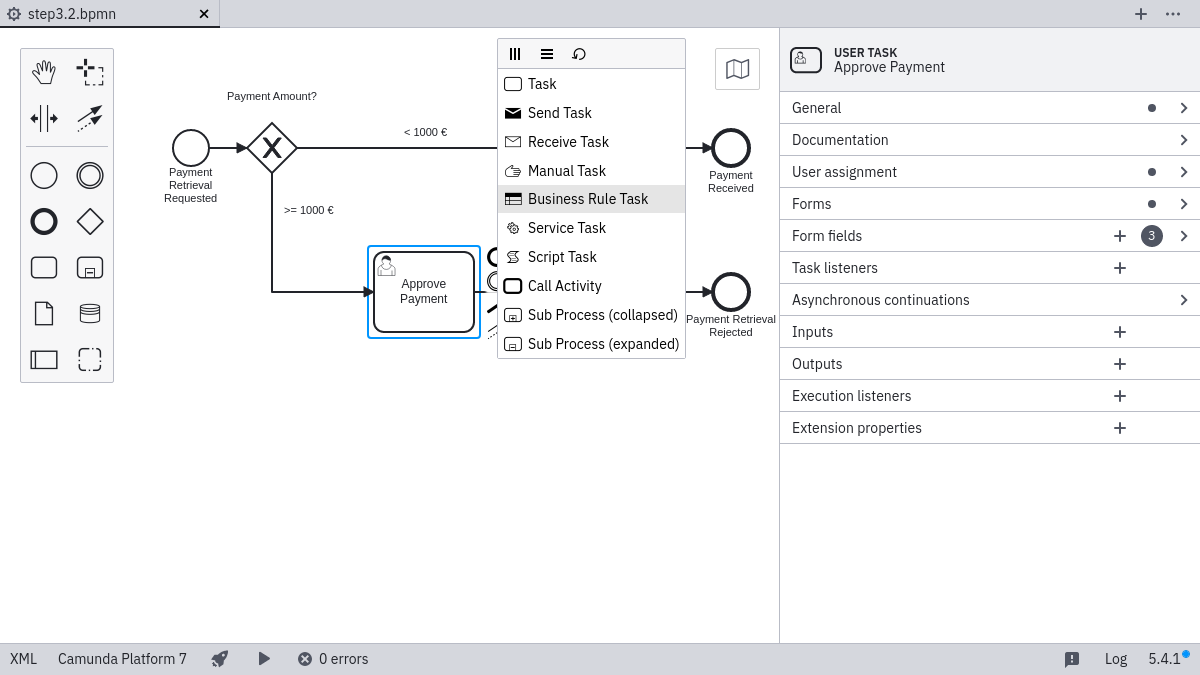 step3.2.bpmn
Payment Amount?
< 1000 €
Payment
Retrieval
Requested
>= 1000 €
Approve
Payment
Payment
Received
Payment Retrieval
Rejected
Task
Send Task
Receive Task
Manual Task
Business Rule Task
Service Task
Script Task
Call Activity
Sub Process (collapsed)
Sub Process (expanded)
USER TASK
Approve Payment
General
Documentation
User assignment
Forms
Form fields 3
Task listeners
Asynchronous continuations
Inputs
Outputs
Execution listeners
Extension properties
XML Camunda Platform 7 0 errors Log 5.4.1